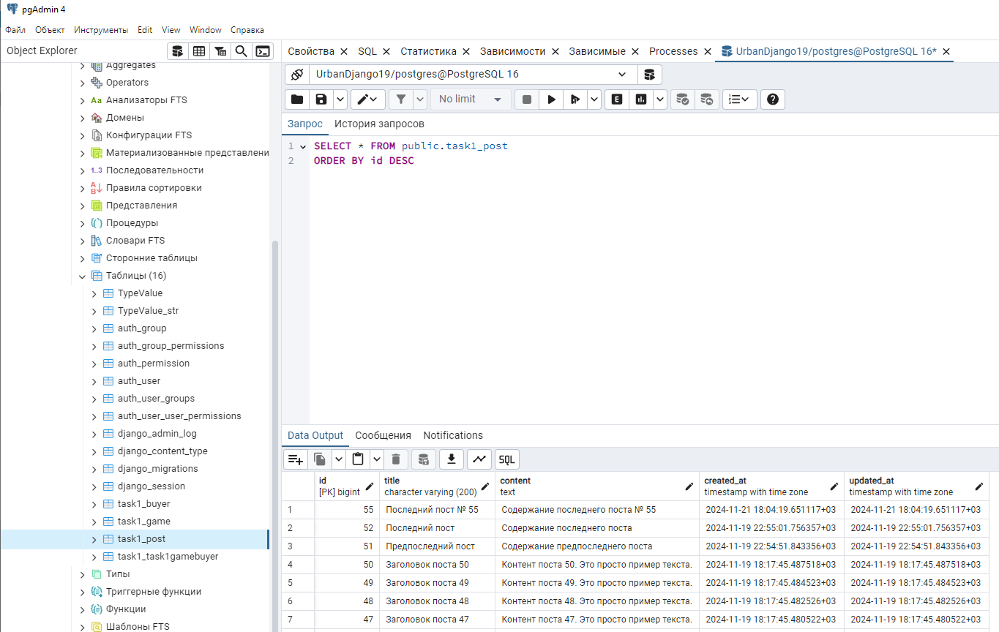 pgAdmin 4
Файл Объект Инструменты Edit View Window Справка
Object Explorer
Aggregates
Operators
Aa Анализаторы FTS
Домены
Конфигурации FTS
Материализованные представлени
1..3 Последовательности
Правила сортировки
Представления
Процедуры
Словари FTS
Сторонние таблицы
Таблицы (16)
TypeValue
TypeValue_str
auth_group
auth_group_permissions
auth_permission
auth_user
auth_user_groups
auth_user_user_permissions
django_admin_log
django_content_type
django_migrations
django_session
task1_buyer
task1_game
task1_post
task1_task1gamebuyer
Типы
Триггерные функции
Функции
Шаблоны FTS
Свойства SQL Статистика Зависимости Зависимые Processes UrbanDjango19/postgres@PostgreSQL 16*
UrbanDjango19/postgres@PostgreSQL 16
No limit E
Запрос История запросов
1 SELECT * FROM public.task1_post
2 ORDER BY id DESC
Data Output Сообщения Notifications
SQL
id title content created_at updated_at
[PK] bigint character varying (200) text timestamp with time zone timestamp with time zone
1 55 Последний пост № 55 Содержание последнего поста № 55 2024-11-21 18:04:19.651117+03 2024-11-21 18:04:19.651117+03
2 52 Последний пост Содержание последнего поста 2024-11-19 22:55:01.756357+03 2024-11-19 22:55:01.756357+03
3 51 Предпоследний пост Содержание предпоследнего поста 2024-11-19 22:54:51.843356+03 2024-11-19 22:54:51.843356+03
4 50 Заголовок поста 50 Контент поста 50. Это просто пример текста. 2024-11-19 18:17:45.487518+03 2024-11-19 18:17:45.487518+03
5 49 Заголовок поста 49 Контент поста 49. Это просто пример текста. 2024-11-19 18:17:45.484523+03 2024-11-19 18:17:45.484523+03
6 48 Заголовок поста 48 Контент поста 48. Это просто пример текста. 2024-11-19 18:17:45.482526+03 2024-11-19 18:17:45.482526+03
7 47 Заголовок поста 47 Контент поста 47. Это просто пример текста. 2024-11-19 18:17:45.480522+03 2024-11-19 18:17:45.480522+03